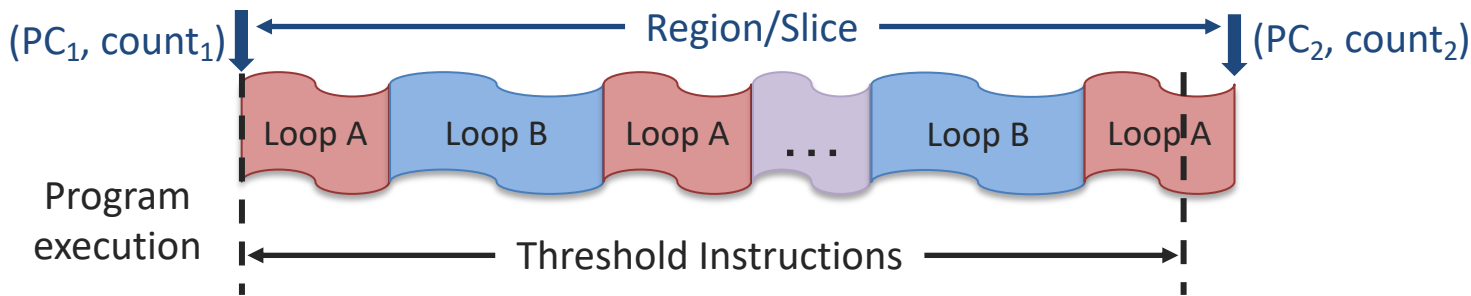 Region/Slice
(PC₁, count₁)
(PC₂, count₂)
Loop A
Loop B
Loop A
...
Loop B
Loop A
Program
execution
Threshold Instructions